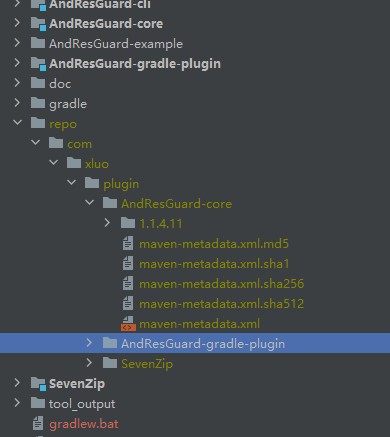 AndResGuard-cli
AndResGuard-core
AndResGuard-example
AndResGuard-gradle-plugin
doc
gradle
repo
com
xluo
plugin
AndResGuard-core
1.1.4.11
maven-metadata.xml.md5
maven-metadata.xml.sha1
maven-metadata.xml.sha256
maven-metadata.xml.sha512
maven-metadata.xml
AndResGuard-gradle-plugin
SevenZip
SevenZip
tool_output
gradlew.bat